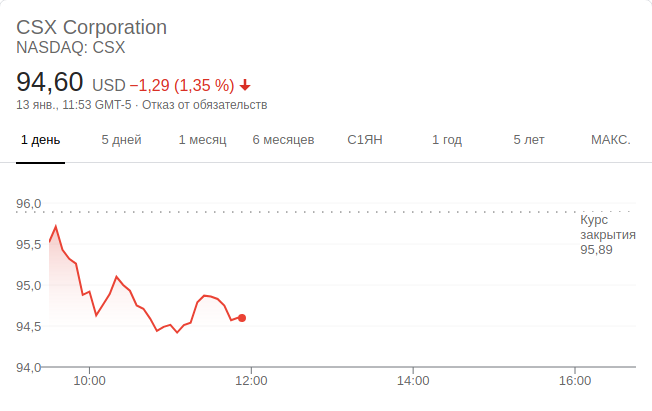 CSX Corporation
NASDAQ: CSX
94,60 USD −1,29 (1,35 %)
13 янв., 11:53 GMT-5 · Отказ от обязательств
1 день 5 дней 1 месяц 6 месяцев С1ЯН 1 год 5 лет МАКС.
96,0
Курс
закрытия
95,89
95,5
95,0
94,5
94,0
10:00 12:00 14:00 16:00